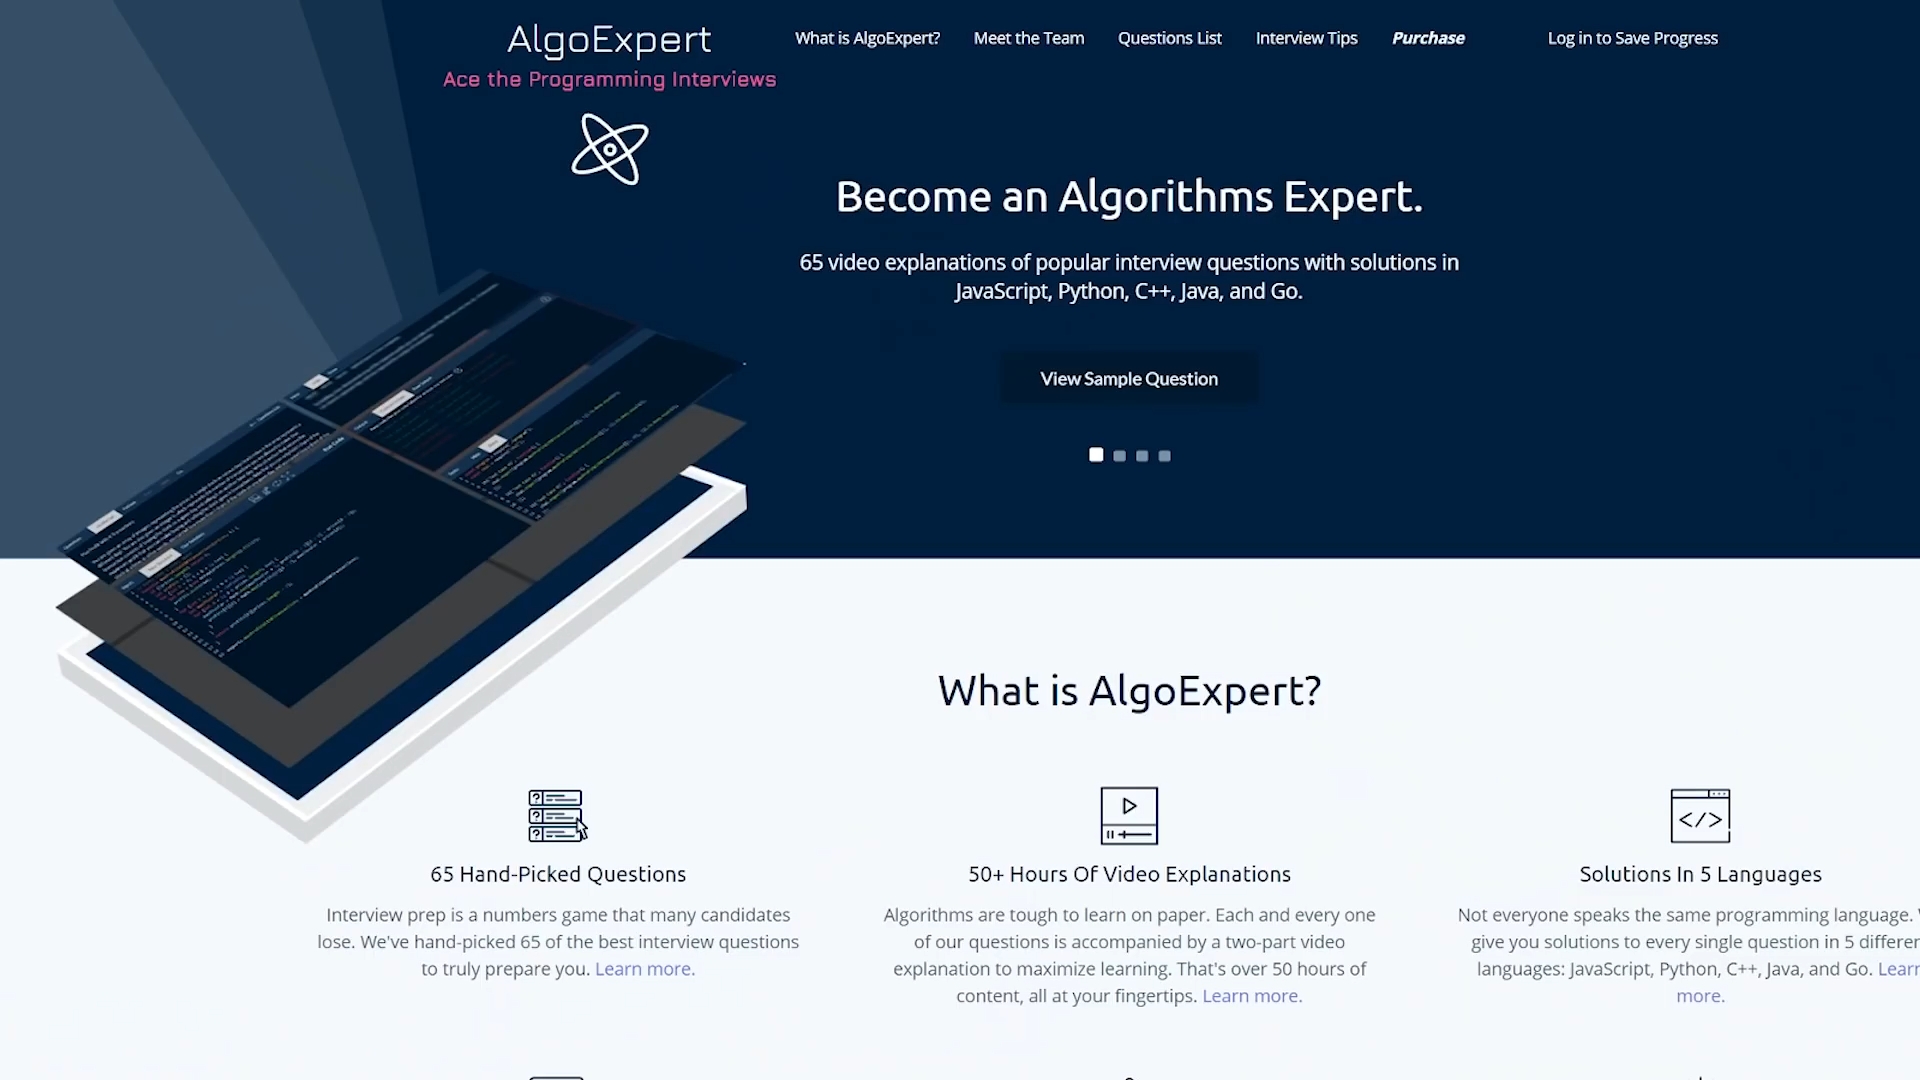 AlgoExpert
Ace the Programming Interviews
What is AlgoExpert?
Meet the Team
Questions List
Interview Tips
Purchase
Log in to Save Progress
Become an Algorithms Expert.
65 video explanations of popular interview questions with solutions in
JavaScript, Python, C++, Java, and Go.
View Sample Question
What is AlgoExpert?
65 Hand-Picked Questions
Interview prep is a numbers game that many candidates
lose. We've hand-picked 65 of the best interview questions
to truly prepare you. Learn more.
50+ Hours Of Video Explanations
Algorithms are tough to learn on paper. Each and every one
of our questions is accompanied by a two-part video
explanation to maximize learning. That's over 50 hours of
content, all at your fingertips. Learn more.
</> 
Solutions In 5 Languages
Not everyone speaks the same programming language.
give you solutions to every single question in 5
languages: JavaScript, Python, C++, Java, and Go.
more.